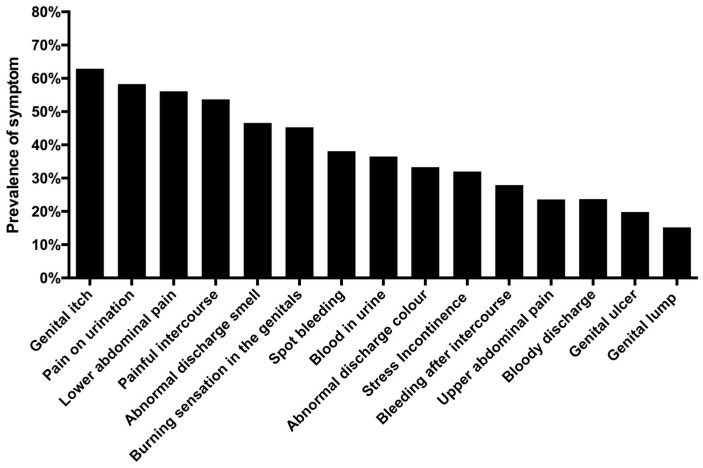 Prevalence of symptom
80%
70%
60%
50%
40%
30%
20%
10%
0%
Genital itch
Pain on urination
Lower abdominal pain
Painful intercourse
Abnormal discharge smell
Burning sensation in the genitals
Spot bleeding
Blood in urine
Abnormal discharge colour
Stress Incontinence
Bleeding after intercourse
Upper abdominal pain
Bloody discharge
Genital ulcer
Genital lump